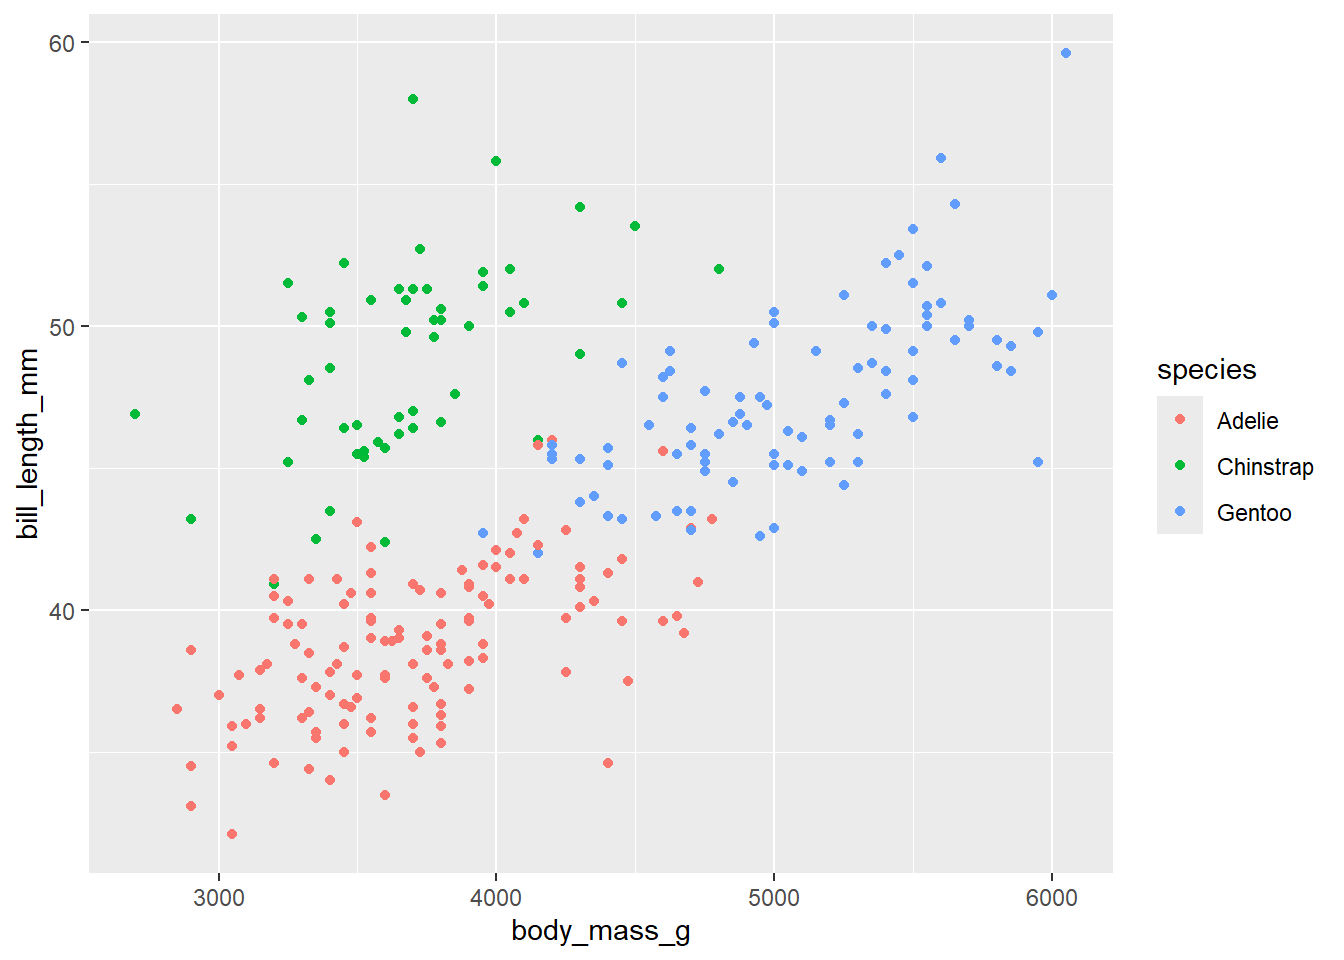 60
50
40
bill_length_mm
3000 4000 5000 6000
body_mass_g
species
Adelie
Chinstrap
Gentoo